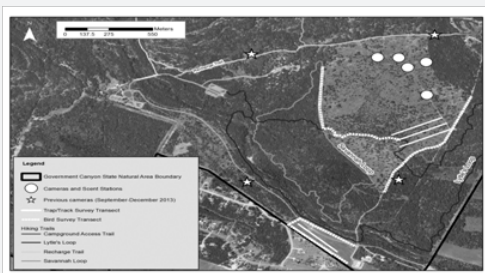 Meters
0 137.5 275 550
Legend
Government Canyon State Natural Area Boundary
Cameras and Scent Stations
Previous cameras (September-December 2013)
Trap/Track Survey Transect
Bird Survey Transect
Hiking Trails
Campground Access Trail
Lytle's Loop
Recharge Trail
Savannah Loop